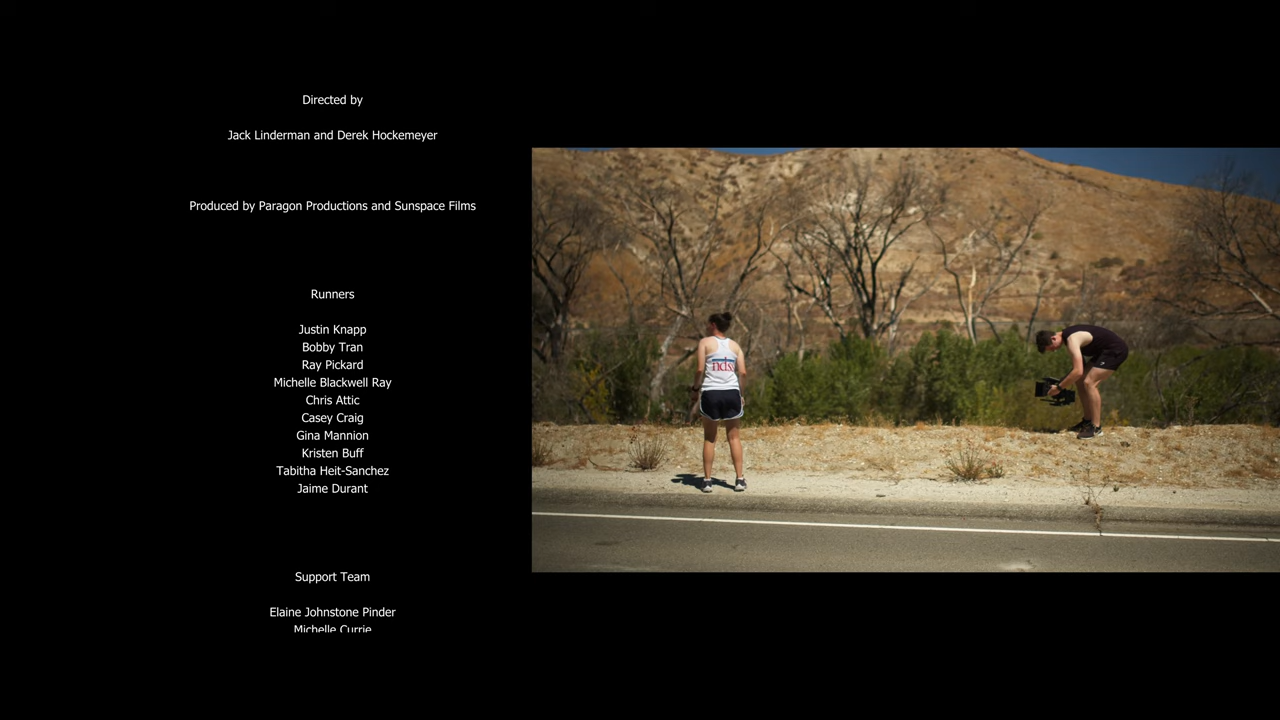 Directed by
Jack Linderman and Derek Hockemeyer
Produced by Paragon Productions and Sunspace Films
Runners
Justin Knapp
Bobby Tran
Ray Pickard
Michelle Blackwell Ray
Chris Attic
Casey Craig
Gina Mannion
Kristen Buff
Tabitha Heit-Sanchez
Jaime Durant
Support Team
Elaine Johnstone Pinder
Michelle Currie
ndss